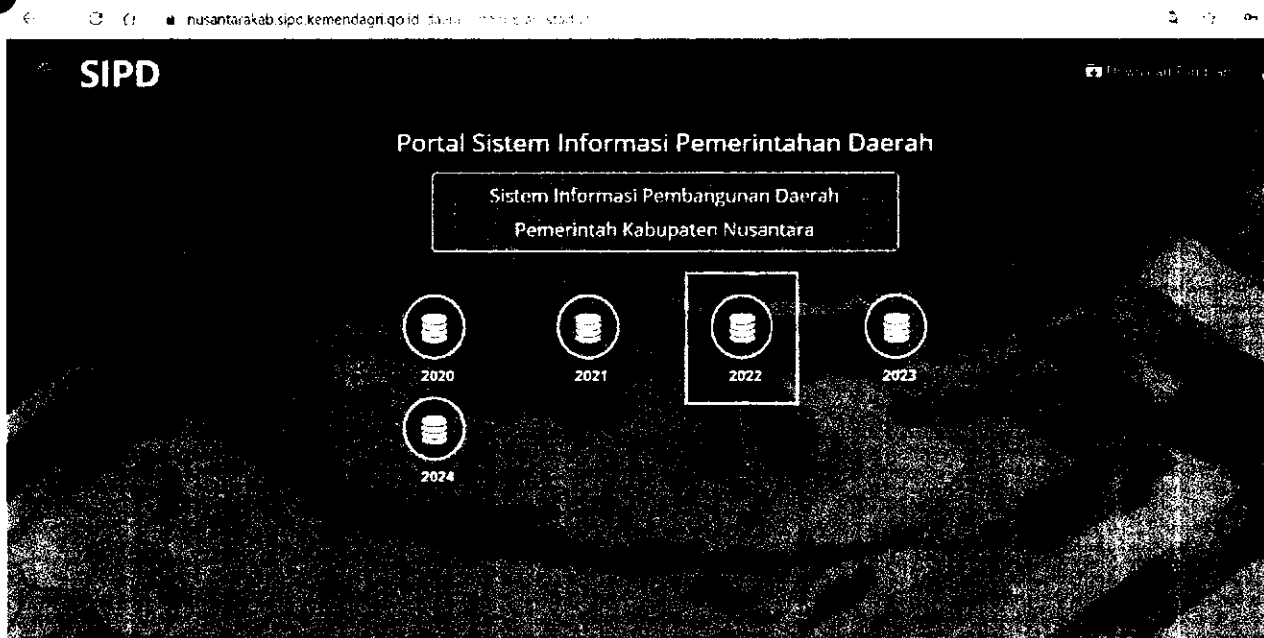 nusantarakab.sipd.kemendagri.go.id
SIPD
Portal Sistem Informasi Pemerintahan Daerah
Sistem Informasi Pembangunan Daerah
Pemerintah Kabupaten Nusantara
2020 2021 2022 2023
2024